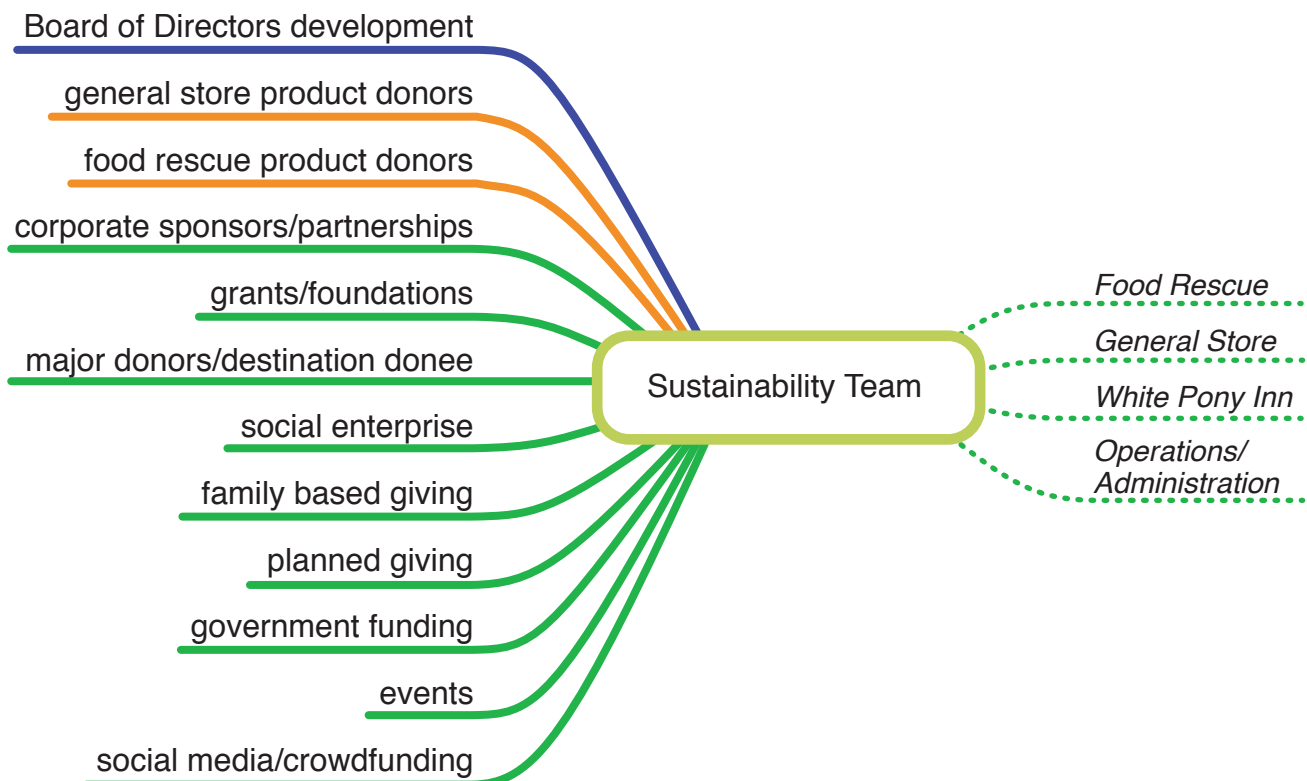 Board of Directors development
general store product donors
food rescue product donors
corporate sponsors/partnerships
grants/foundations
major donors/destination donee
social enterprise
family based giving
planned giving
government funding
events
social media/crowdfunding
Sustainability Team
Food Rescue
General Store
White Pony Inn
Operations/
Administration